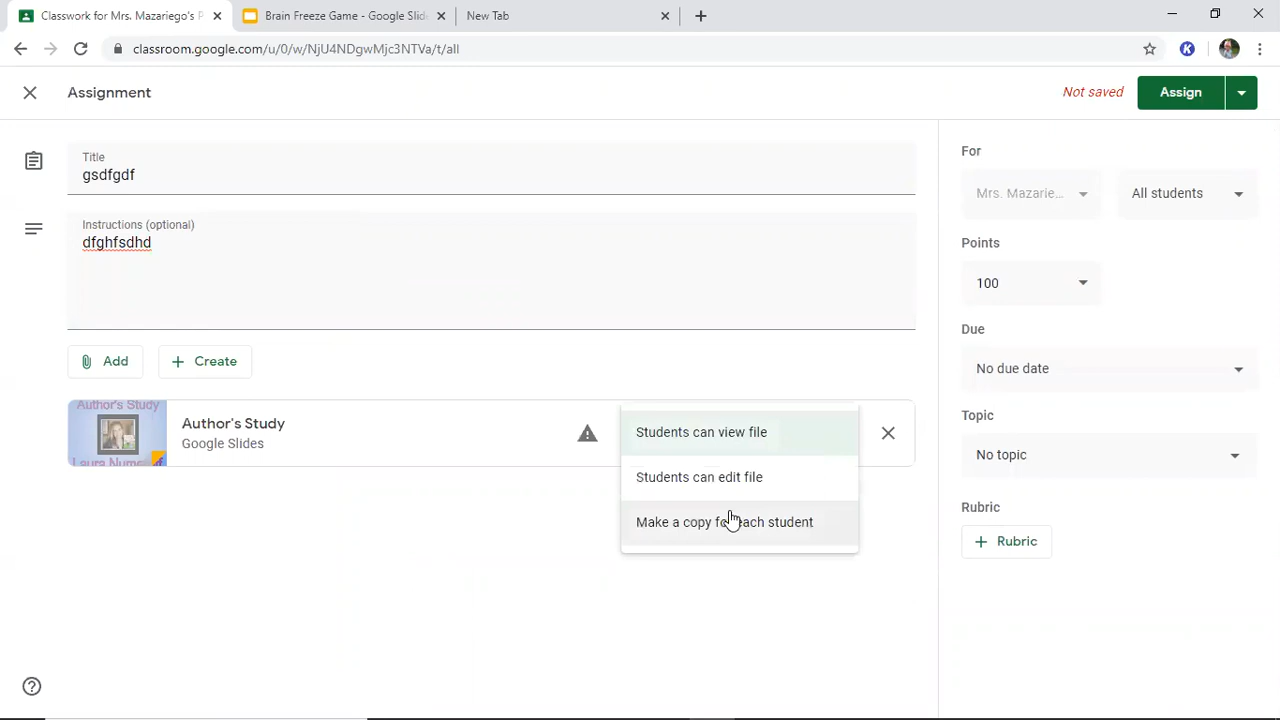 Classwork for Mrs. Mazariego's P
Brain Freeze Game - Google Slide
New Tab
classroom.google.com/u/0/w/NjU4NDgwMjc3NTVa/t/all
K
Assignment
Not saved
Assign
Title
gsdfgdf
Instructions (optional)
dfghfsdhd
Add
Create
For
Mrs. Mazarie...
All students
Points
100
Due
No due date
Topic
No topic
Rubric
Rubric
Author's Study
Author's Study
Google Slides
Students can view file
Students can edit file
Make a copy for each student